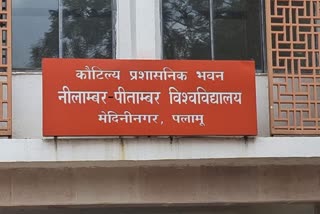 कौटिल्य प्रशासनिक भवन
नीलाम्बर-पीताम्बर विश्वविद्यालय
मेदिनीनगर, पलामू